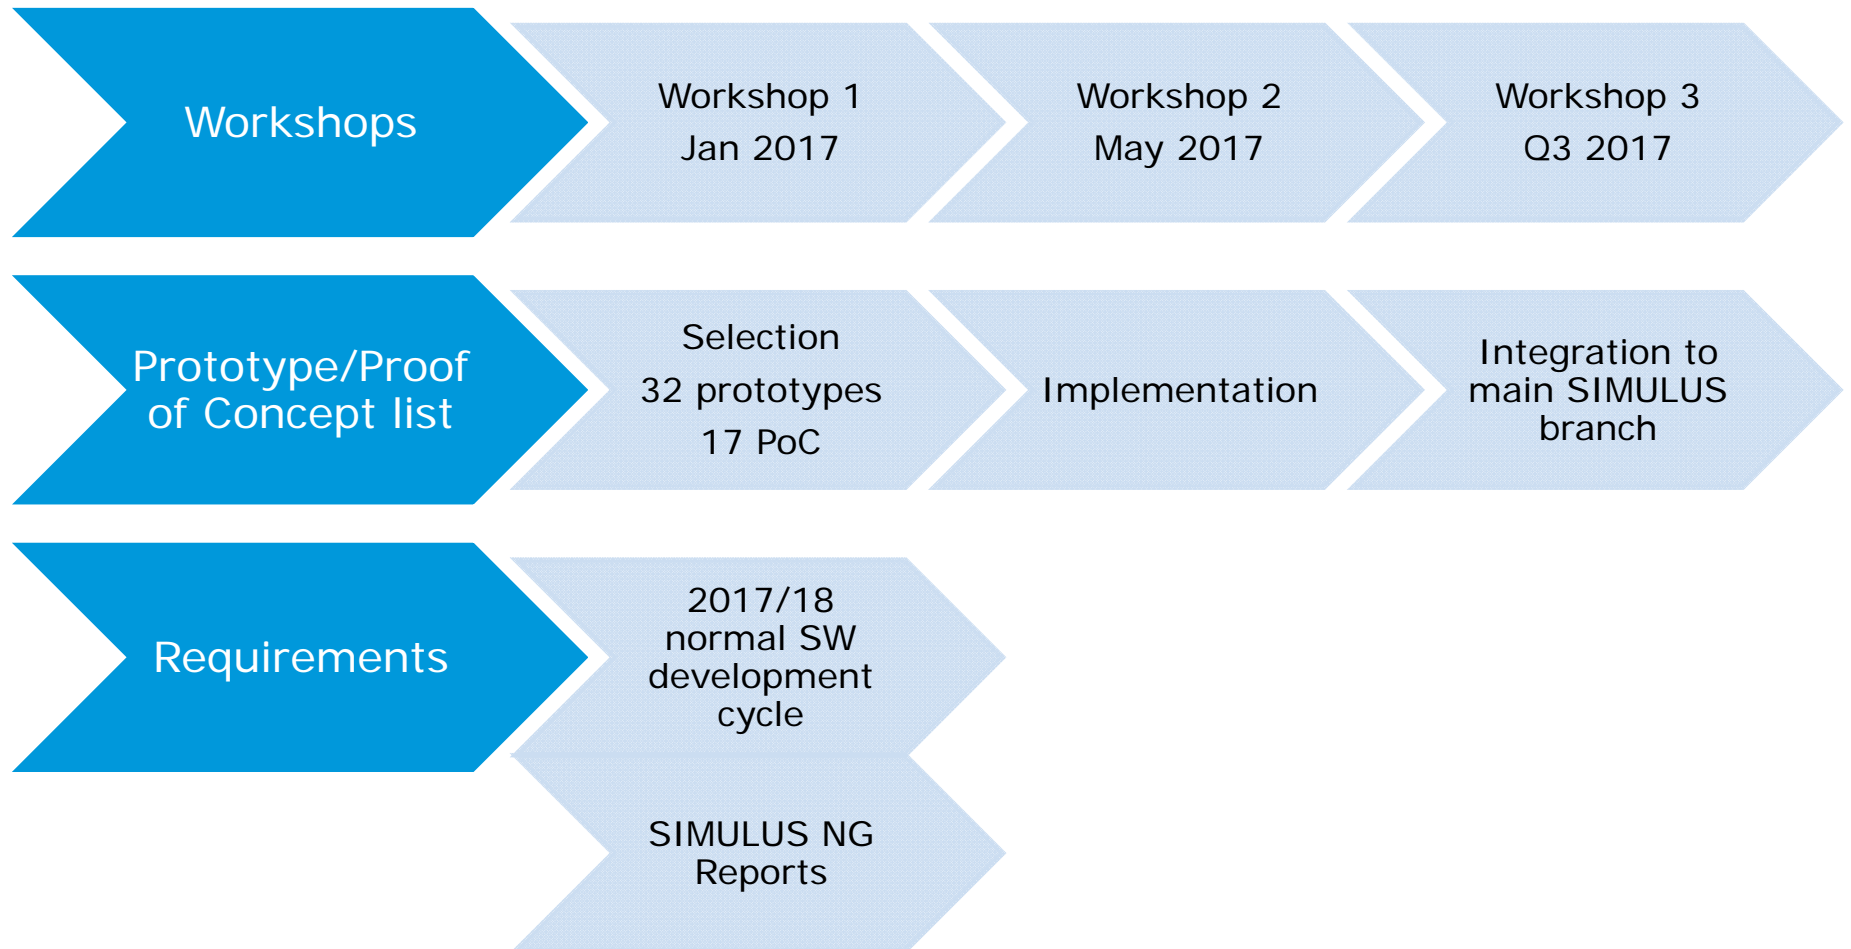 Workshops
Workshop 1
Jan 2017
Workshop 2
May 2017
Workshop 3
Q3 2017
Prototype/Proof
of Concept list
Selection
32 prototypes
17 PoC
Implementation
Integration to
main SIMULUS
branch
Requirements
2017/18
normal SW
development
cycle
SIMULUS NG
Reports